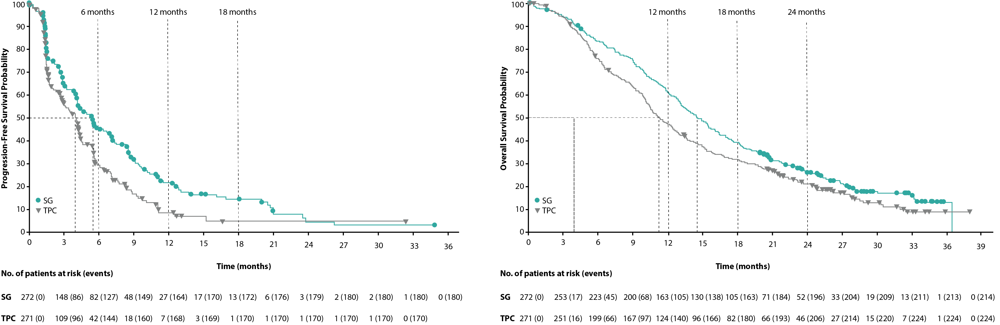 Progression-Free Survival Probability
100
90
80
70
60
50
40
30
20
10
0
6 months
12 months
18 months
SG
TPC
0 3 6 9 12 15 18 21 24 27 30 33 36
Time (months)
No. of patients at risk (events)
SG 272 (0) 148 (86) 82 (127) 48 (149) 27 (164) 17 (170) 13 (172) 6 (176) 3 (179) 2 (180) 2 (180) 1 (180) 0 (180)
TPC 271 (0) 109 (96) 42 (144) 18 (160) 7 (168) 3 (169) 1 (170) 1 (170) 1 (170) 1 (170) 1 (170) 0 (170)
Overall Survival Probability
100
90
80
70
60
50
40
30
20
10
0
12 months
18 months
24 months
SG
TPC
0 3 6 9 12 15 18 21 24 27 30 33 36 39
Time (months)
No. of patients at risk (events)
SG 272 (0) 253 (17) 223 (45) 200 (68) 163 (105) 130 (138) 105 (163) 71 (184) 52 (196) 33 (204) 19 (209) 13 (211) 1 (213) 0 (214)
TPC 271 (0) 251 (16) 199 (66) 167 (97) 124 (140) 96 (166) 82 (180) 66 (193) 46 (206) 27 (214) 15 (220) 7 (224) 1 (224) 0 (224)